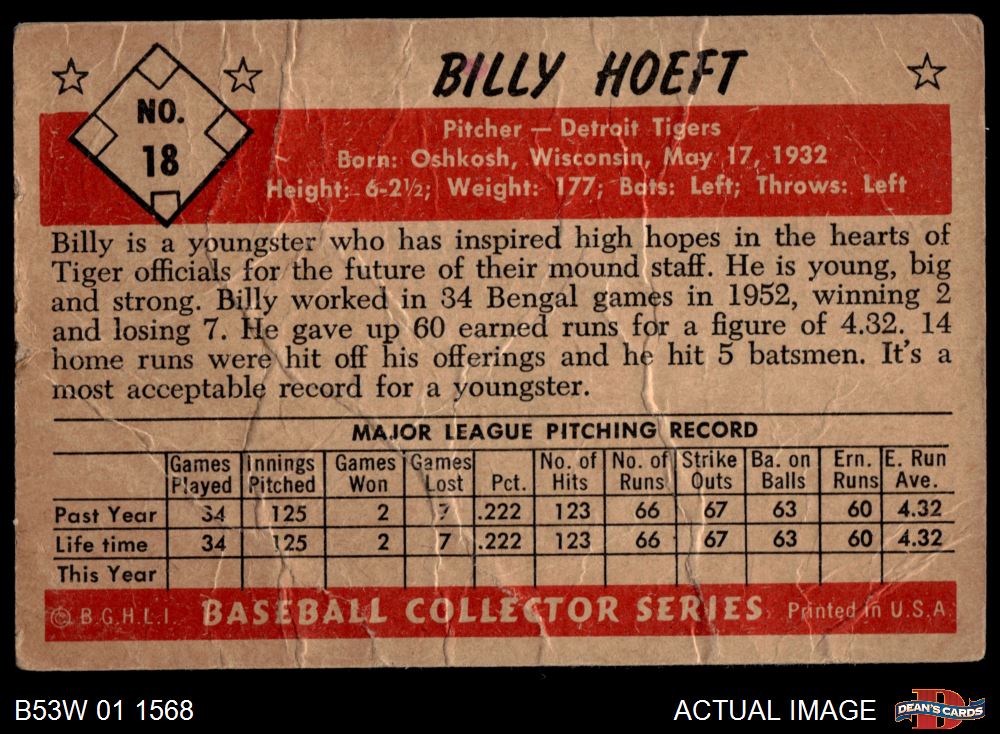 BILLY HOEFT
NO.
18
Pitcher — Detroit Tigers
Born: Oshkosh, Wisconsin, May 17, 1932
Height: 6-2½; Weight: 177; Bats: Left; Throws: Left
Billy is a youngster who has inspired high hopes in the hearts of
Tiger officials for the future of their mound staff. He is young, big
and strong. Billy worked in 34 Bengal games in 1952, winning 2
and losing 7. He gave up 60 earned runs for a figure of 4.32. 14
home runs were hit off his offerings and he hit 5 batsmen. It's a
most acceptable record for a youngster.
MAJOR LEAGUE PITCHING RECORD
Games Innings Games Games No. of No. of Strike Ba. on Ern. E. Run
Played Pitched Won Lost Pct. Hits Runs Outs Balls Runs Ave.
Past Year 34 125 2 7 .222 123 66 67 63 60 4.32
Life time 34 125 2 7 .222 123 66 67 63 60 4.32
This Year
© B.G.H.L.I. BASEBALL COLLECTOR SERIES Printed in U.S.A
B53W 01 1568 ACTUAL IMAGE DEAN'S CARDS